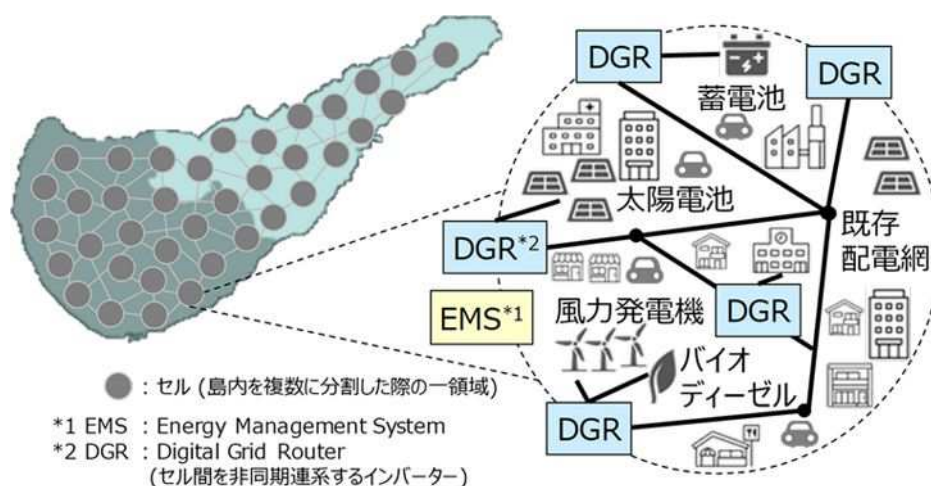 DGR
DGR
蓄電池
太陽電池
DGR*2
既存
配電網
EMS*1
風力発電機
DGR
バイオ
ディーゼル
DGR
: セル (島内を複数に分割した際の一領域)
*1 EMS : Energy Management System
*2 DGR : Digital Grid Router
(セル間を非同期連系するインバーター)